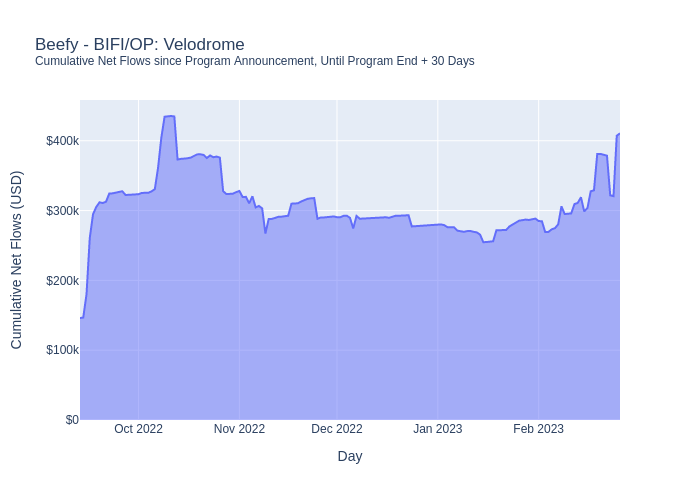 Beefy - BIFI/OP: Velodrome
Cumulative Net Flows since Program Announcement, Until Program End + 30 Days
Cumulative Net Flows (USD)
$400k
$300k
$200k
$100k
$0
Oct 2022 Nov 2022 Dec 2022 Jan 2023 Feb 2023
Day